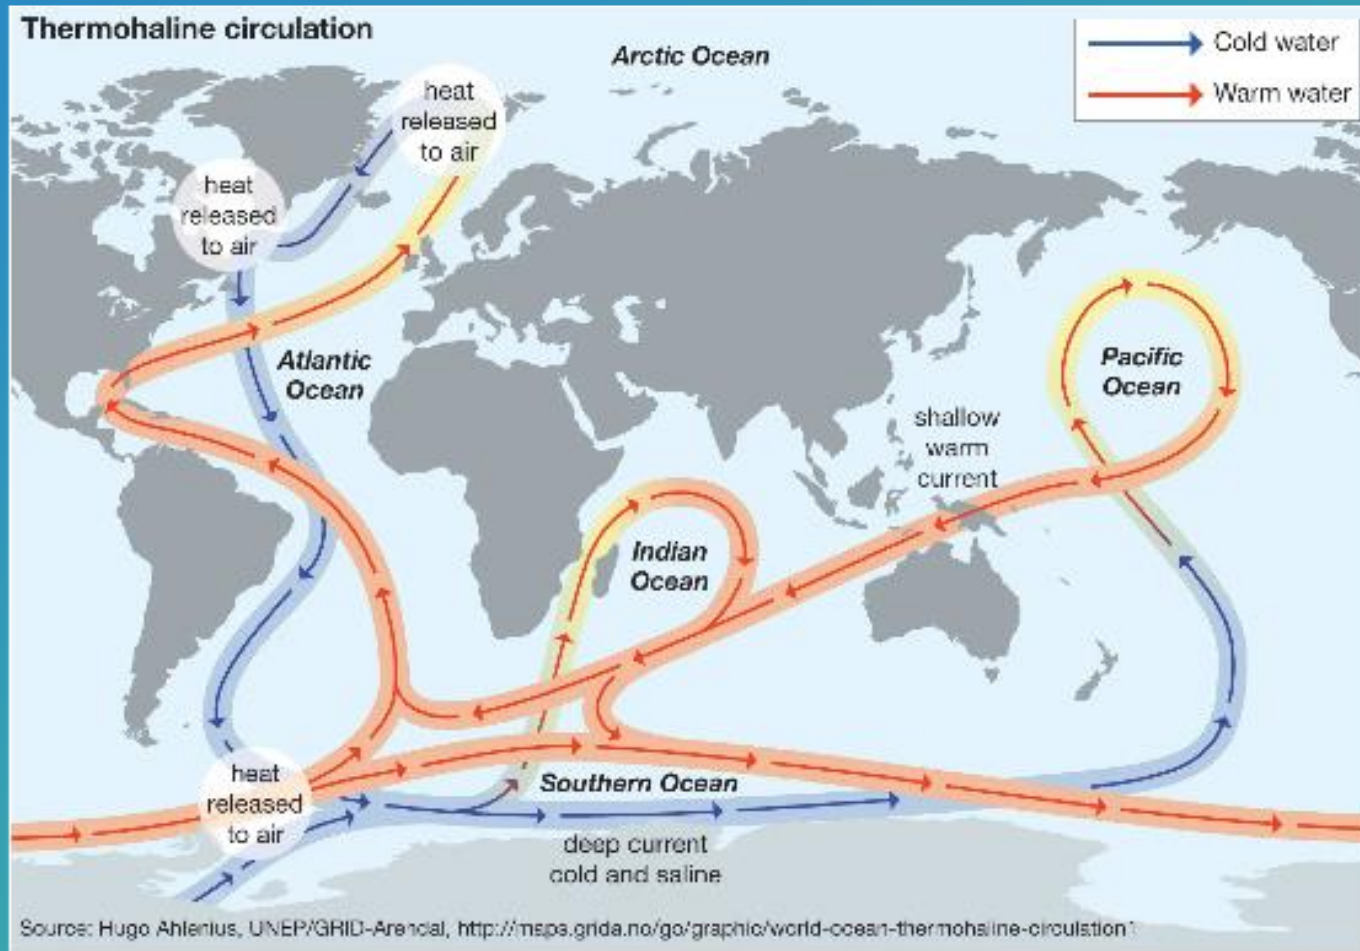 Thermohaline circulation
Arctic Ocean
Cold water
Warm water
heat
released
to air
heat
released
to air
Atlantic
Ocean
Pacific
Ocean
shallow
warm
current
Indian
Ocean
heat
released
to air
Southern Ocean
deep current
cold and saline
Source: Hugo Ahlenius, UNEP/GRID-Arendal, http://maps.grida.no/go/graphic/world-ocean-thermohaline-circulation1